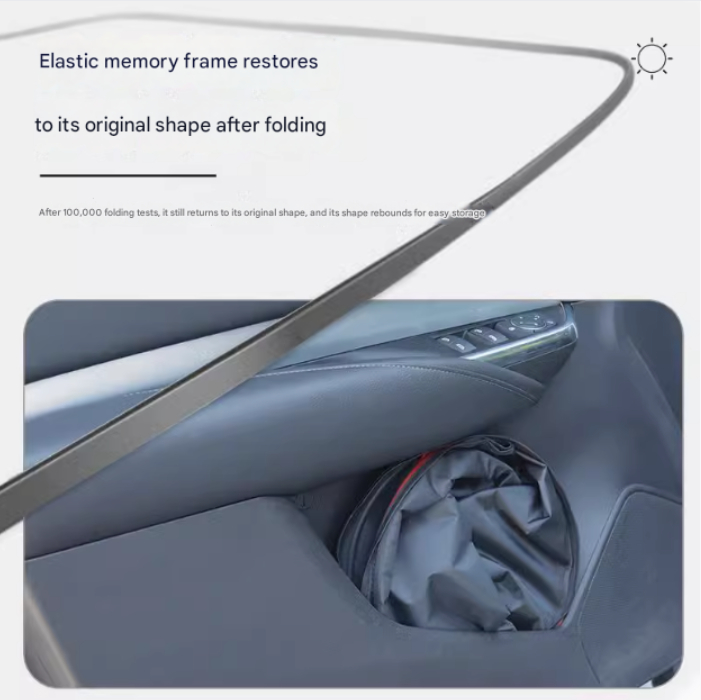 Elastic memory frame restores
to its original shape after folding
After 100,000 folding tests, it still returns to its original shape, and its shape rebounds for easy storage